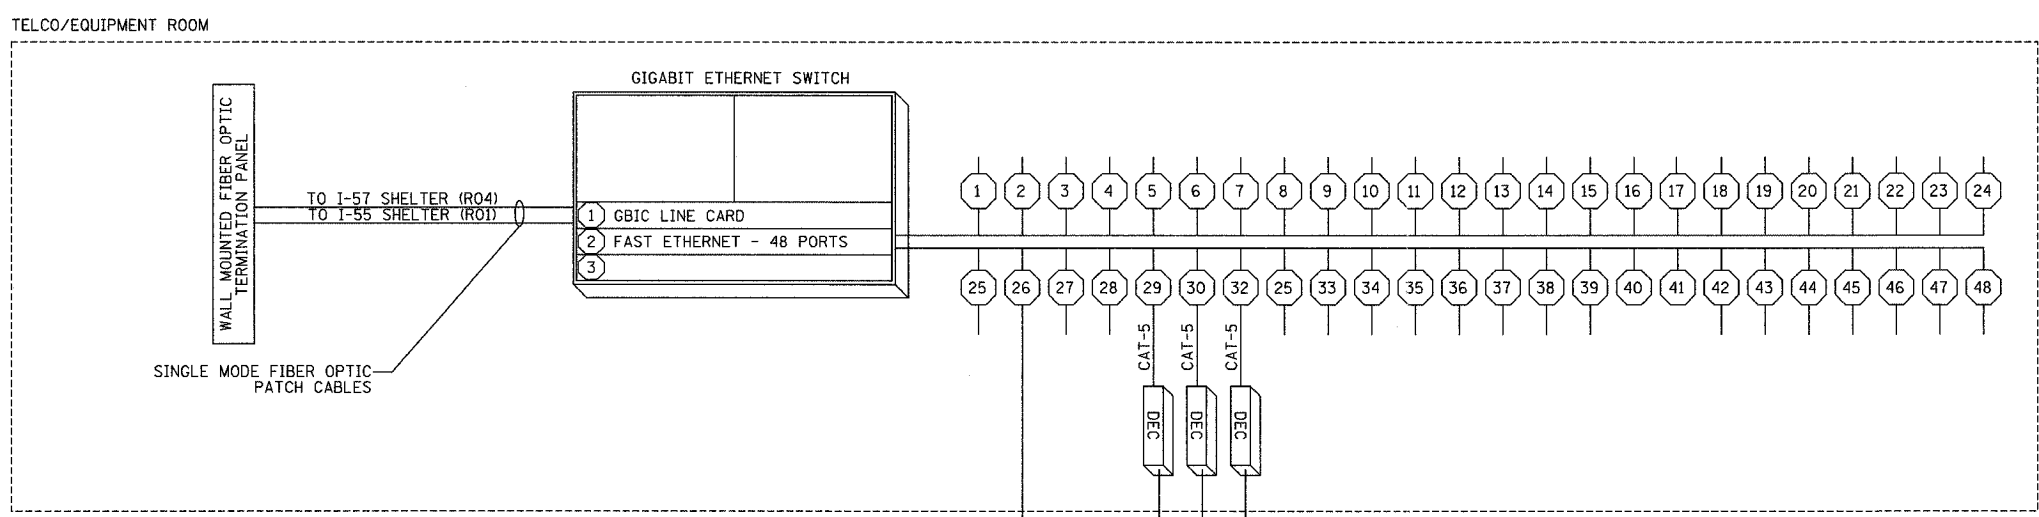 TELCO/EQUIPMENT ROOM
GIGABIT ETHERNET SWITCH
WALL MOUNTED FIBER OPTIC
TERMINATION PANEL
TO I-57 SHELTER (R04)
TO I-55 SHELTER (R01)
1 GBIC LINE CARD
2 FAST ETHERNET - 48 PORTS
3
SINGLE MODE FIBER OPTIC
PATCH CABLES
1 2 3 4 5 6 7 8 9 10 11 12 13 14 15 16 17 18 19 20 21 22 23 24
25 26 27 28 29 30 32 25 33 34 35 36 37 38 39 40 41 42 43 44 45 46 47 48
CAT-5
CAT-5
CAT-5
DEC
DEC
DEC